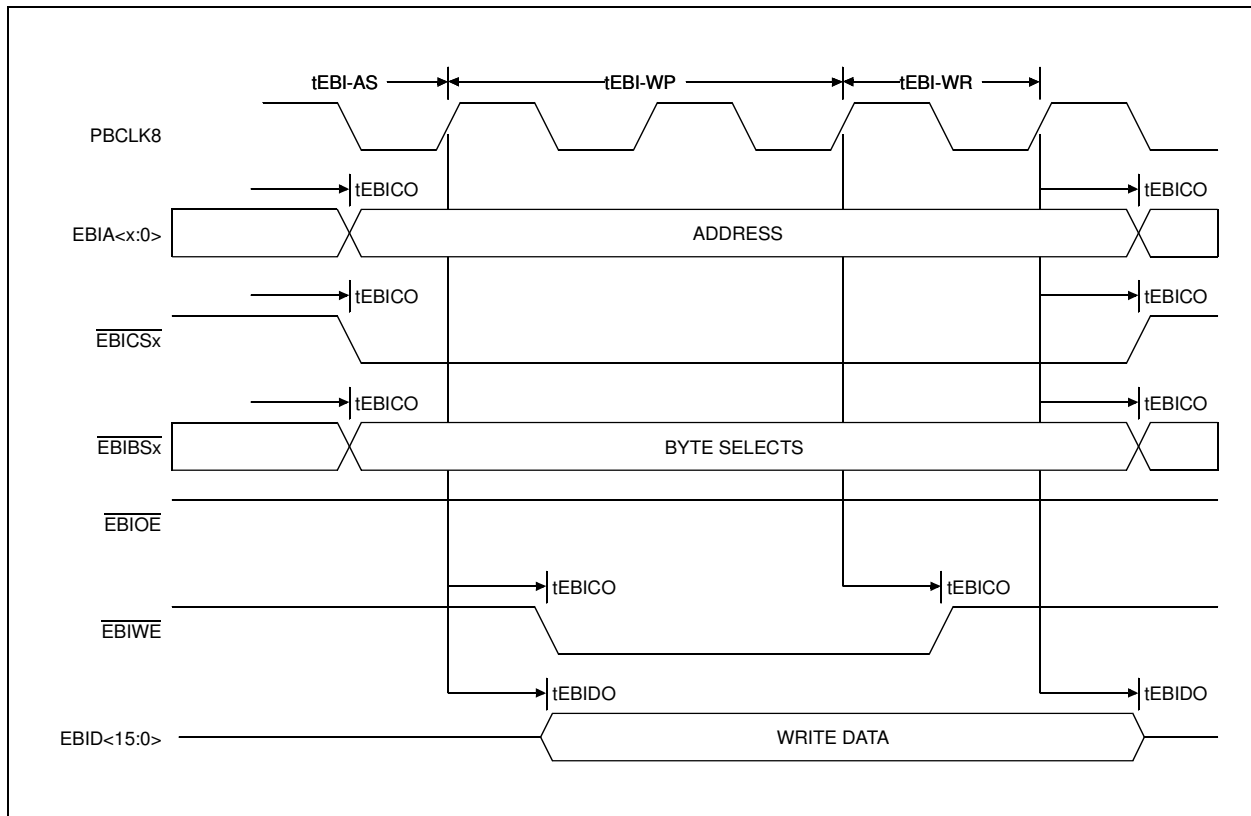 tEBI-AS tEBI-WP tEBI-WR
PBCLK8
tEBICO tEBICO
EBIA<x:0> ADDRESS
tEBICO tEBICO
EBICSx
tEBICO tEBICO
EBIBSx BYTE SELECTS
EBIOE
tEBICO tEBICO
EBIWE
tEBIDO tEBIDO
EBID<15:0> WRITE DATA